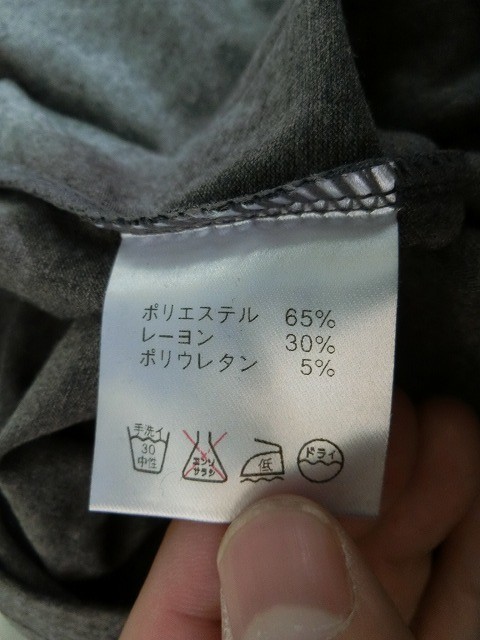 ポリエステル 65%
レーヨン 30%
ポリウレタン 5%
手洗イ
30
中性
エンソ
サラシ
低
ドライ